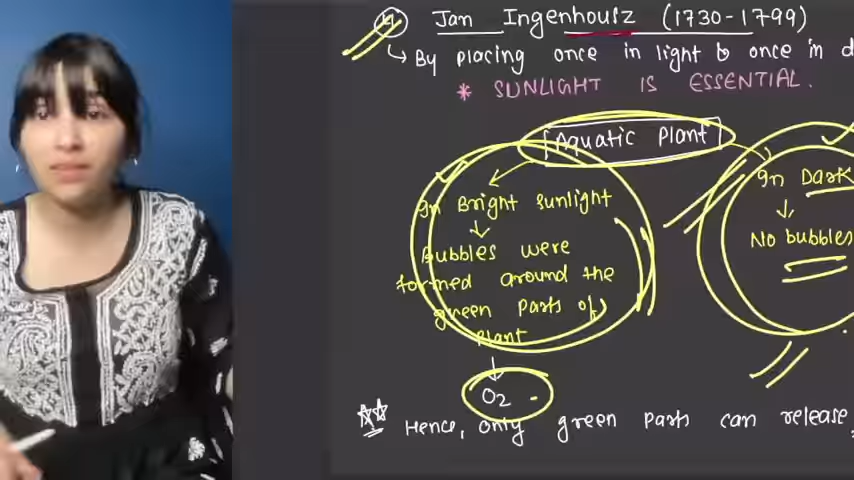 4 Jan Ingenhousz (1730-1799)
By placing once in light & once in d
* SUNLIGHT IS ESSENTIAL.
Aquatic Plant
In Bright sunlight
Bubbles were
formed around the
green parts of
plant
O2
In Dark
No bubbles
Hence, only green parts can release